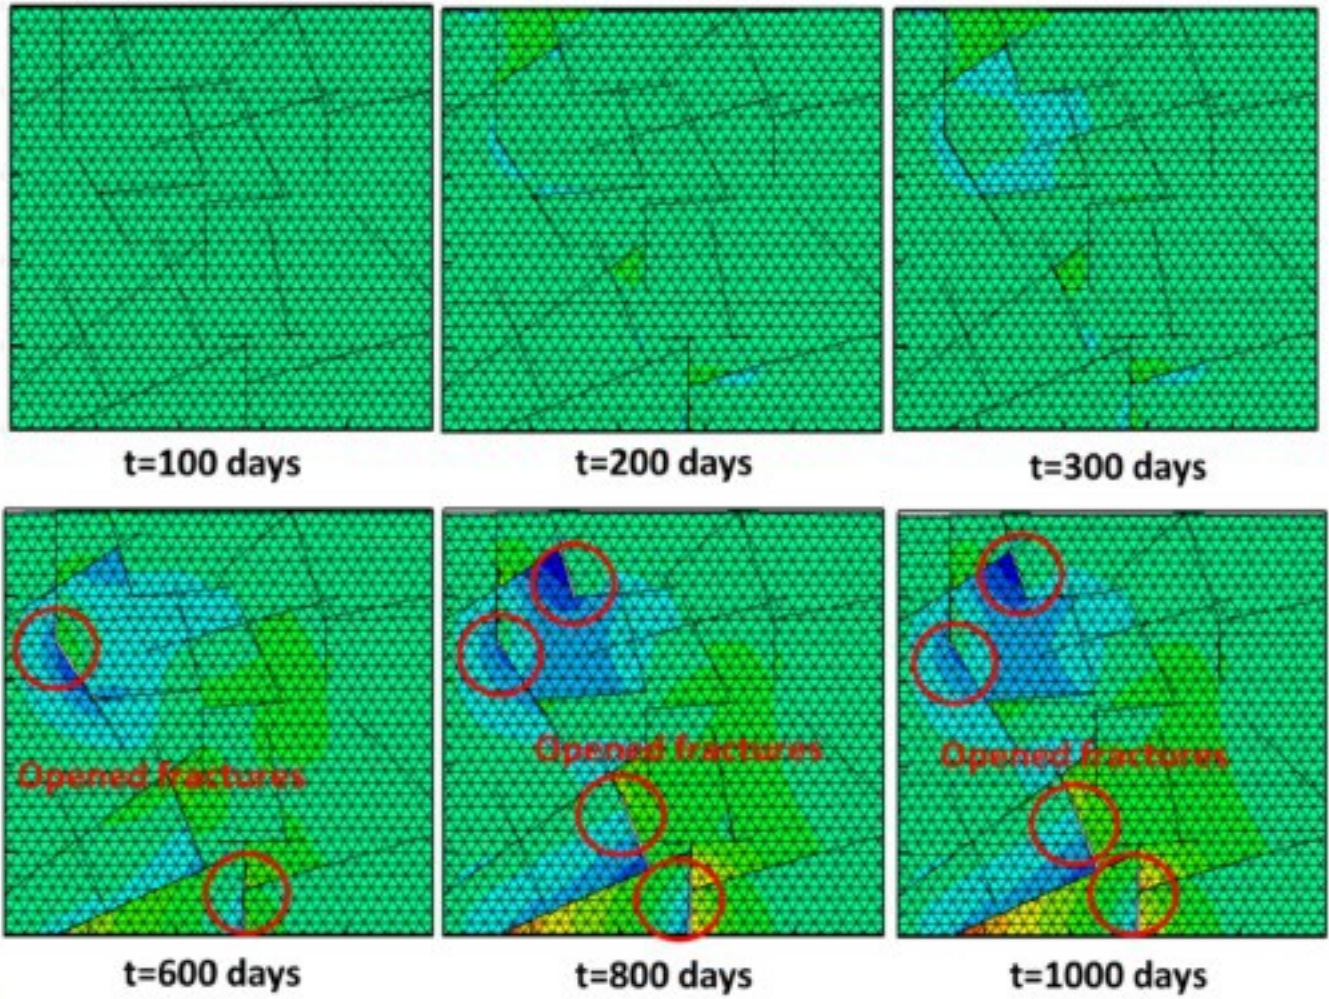 t=100 days
t=200 days
t=300 days
Opened fractures
Opened fractures
Opened fractures
t=600 days
t=800 days
t=1000 days